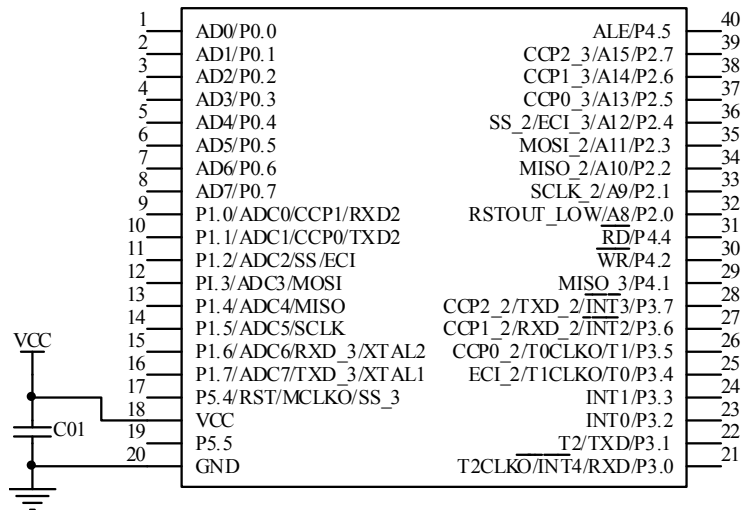 1 AD0/P0.0 ALE/P4.5 40
2 AD1/P0.1 CCP2_3/A15/P2.7 39
3 AD2/P0.2 CCP1_3/A14/P2.6 38
4 AD3/P0.3 CCP0_3/A13/P2.5 37
5 AD4/P0.4 SS_2/ECI_3/A12/P2.4 36
6 AD5/P0.5 MOSI_2/A11/P2.3 35
7 AD6/P0.6 MISO_2/A10/P2.2 34
8 AD7/P0.7 SCLK_2/A9/P2.1 33
9 P1.0/ADC0/CCP1/RXD2 RSTOUT_LOW/A8/P2.0 32
10 P1.1/ADC1/CCP0/TXD2 RD/P4.4 31
11 P1.2/ADC2/SS/ECI WR/P4.2 30
12 PI.3/ADC3/MOSI MISO_3/P4.1 29
13 P1.4/ADC4/MISO CCP2_2/TXD_2/INT3/P3.7 28
14 P1.5/ADC5/SCLK CCP1_2/RXD_2/INT2/P3.6 27
VCC
15 P1.6/ADC6/RXD_3/XTAL2 CCP0_2/T0CLKO/T1/P3.5 26
16 P1.7/ADC7/TXD_3/XTAL1 ECI_2/T1CLKO/T0/P3.4 25
17 P5.4/RST/MCLKO/SS_3 INT1/P3.3 24
18 VCC INT0/P3.2 23
C01
19 P5.5 T2/TXD/P3.1 22
20 GND T2CLKO/INT4/RXD/P3.0 21